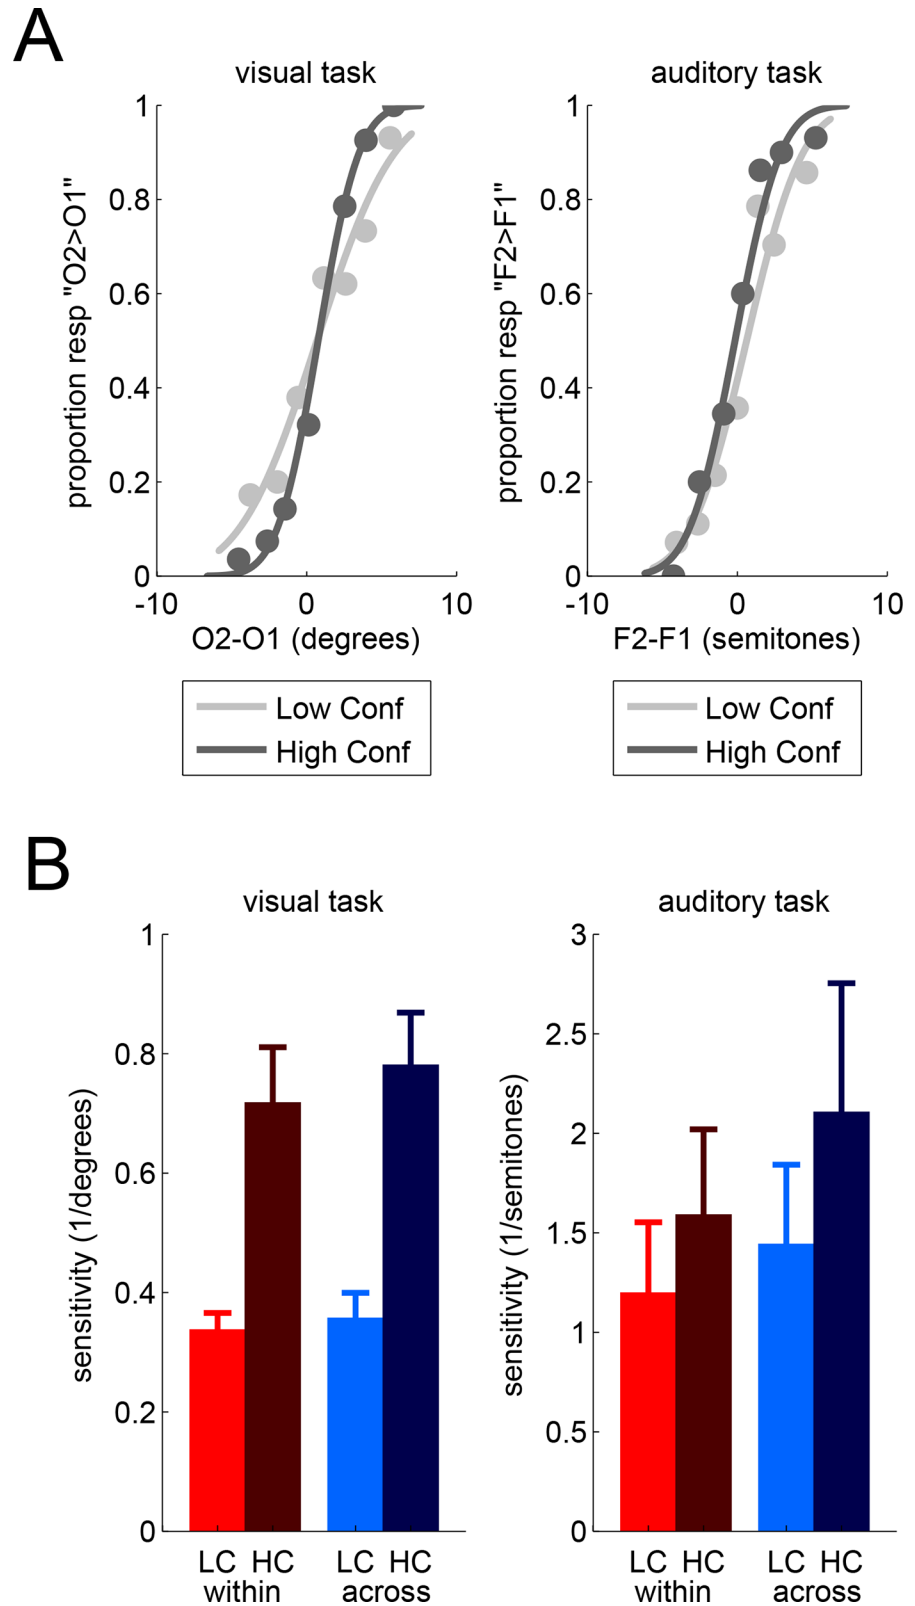 A
visual task
auditory task
proportion resp "O2>O1"
1
0.8
0.6
0.4
0.2
0
-10
0
10
O2-O1 (degrees)
Low Conf
High Conf
proportion resp "F2>F1"
1
0.8
0.6
0.4
0.2
0
-10
0
10
F2-F1 (semitones)
Low Conf
High Conf
B
visual task
auditory task
sensitivity (1/degrees)
1
0.8
0.6
0.4
0.2
0
LC HC LC HC
within across
sensitivity (1/semitones)
3
2.5
2
1.5
1
0.5
0
LC HC LC HC
within across